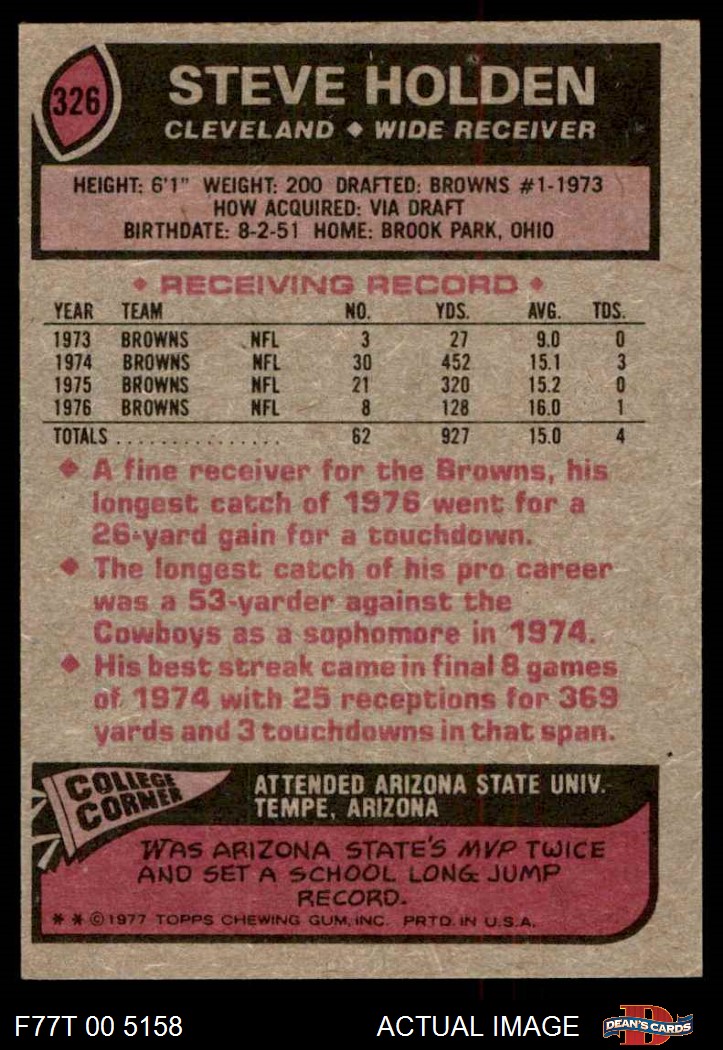 326
STEVE HOLDEN
CLEVELAND ◆ WIDE RECEIVER
HEIGHT: 6'1" WEIGHT: 200 DRAFTED: BROWNS #1-1973
HOW ACQUIRED: VIA DRAFT
BIRTHDATE: 8-2-51 HOME: BROOK PARK, OHIO
◆ RECEIVING RECORD ◆
YEAR TEAM NO. YDS. AVG. TDS.
1973 BROWNS NFL 3 27 9.0 0
1974 BROWNS NFL 30 452 15.1 3
1975 BROWNS NFL 21 320 15.2 0
1976 BROWNS NFL 8 128 16.0 1
TOTALS . . . . . . . . . . . . . . . 62 927 15.0 4
◆ A fine receiver for the Browns, his
longest catch of 1976 went for a
26-yard gain for a touchdown.
◆ The longest catch of his pro career
was a 53-yarder against the
Cowboys as a sophomore in 1974.
◆ His best streak came in final 8 games
of 1974 with 25 receptions for 369
yards and 3 touchdowns in that span.
COLLEGE
CORNER
ATTENDED ARIZONA STATE UNIV.
TEMPE, ARIZONA
WAS ARIZONA STATE'S MVP TWICE
AND SET A SCHOOL LONG JUMP
RECORD.
* * © 1977 TOPPS CHEWING GUM, INC. PRTD. IN U.S.A.
F77T 00 5158 ACTUAL IMAGE D DEAN'S CARDS